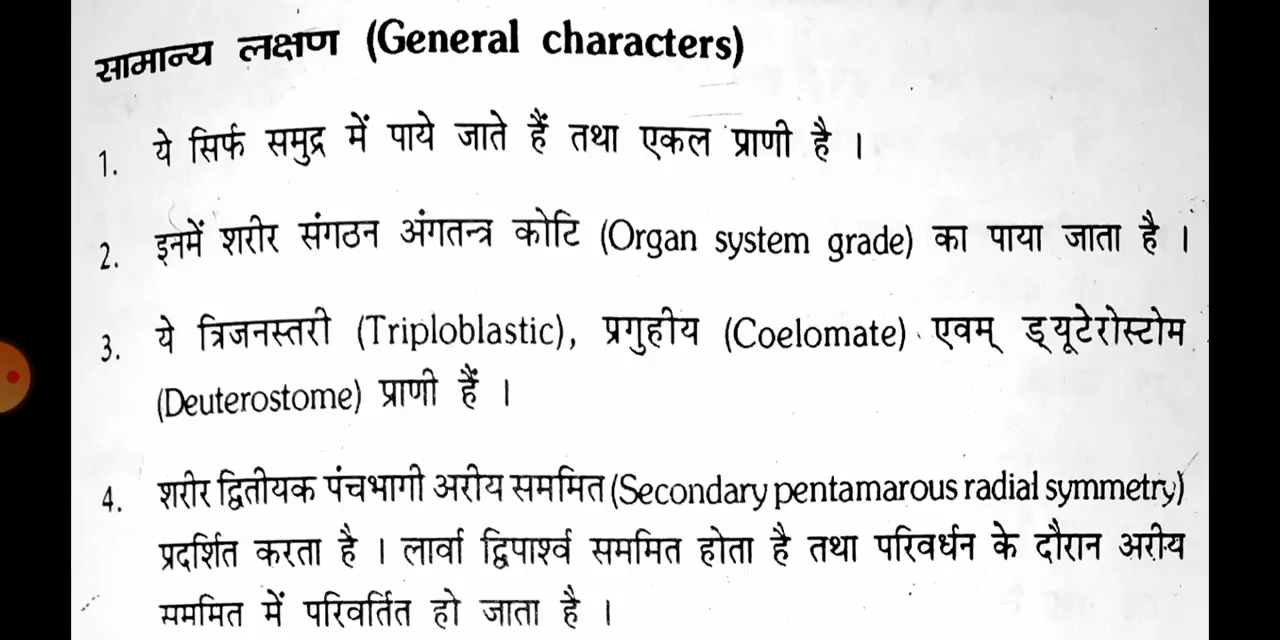 सामान्य लक्षण (General characters)
1. ये सिर्फ समुद्र में पाये जाते हैं तथा एकल प्राणी है ।
2. इनमें शरीर संगठन अंगतन्त्र कोटि (Organ system grade) का पाया जाता है ।
3. ये त्रिजनस्तरी (Triploblastic), प्रगुहीय (Coelomate) एवम् ड्यूटेरोस्टोम
(Deuterostome) प्राणी हैं ।
4. शरीर द्वितीयक पंचभागी अरीय सममित (Secondary pentamarous radial symmetry)
प्रदर्शित करता है । लार्वा द्विपार्श्व सममित होता है तथा परिवर्धन के दौरान अरीय
सममित में परिवर्तित हो जाता है ।